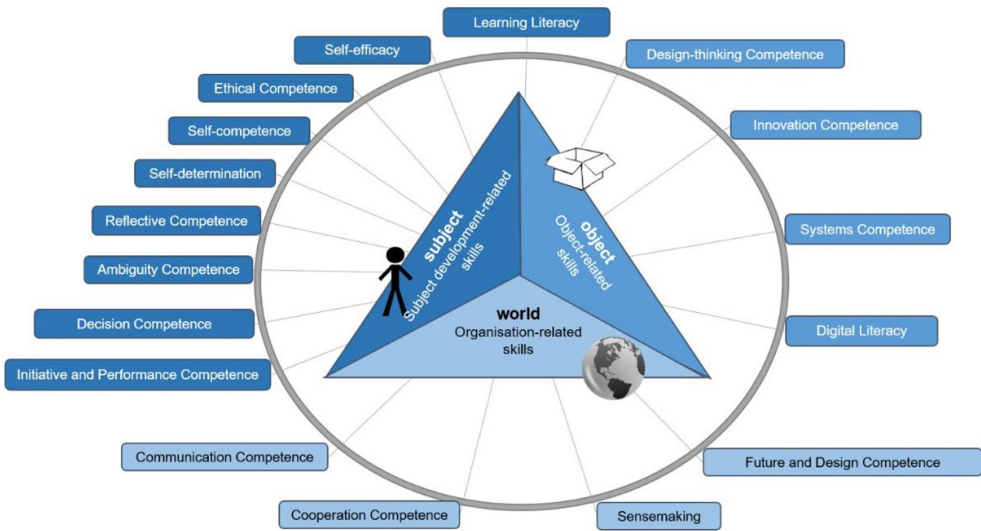 Learning Literacy
Self-efficacy
Design-thinking Competence
Ethical Competence
Innovation Competence
Self-competence
Self-determination
Reflective Competence
Systems Competence
Ambiguity Competence
Decision Competence
Digital Literacy
Initiative and Performance Competence
subject
Subject development-related
skills
object
Object-related
skills
world
Organisation-related
skills
Communication Competence
Future and Design Competence
Cooperation Competence
Sensemaking